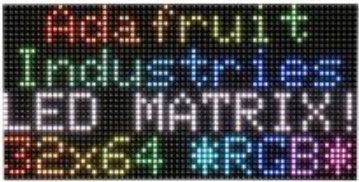 Adafruit
Industries
LED MATRIX!
32x64 *RGB*